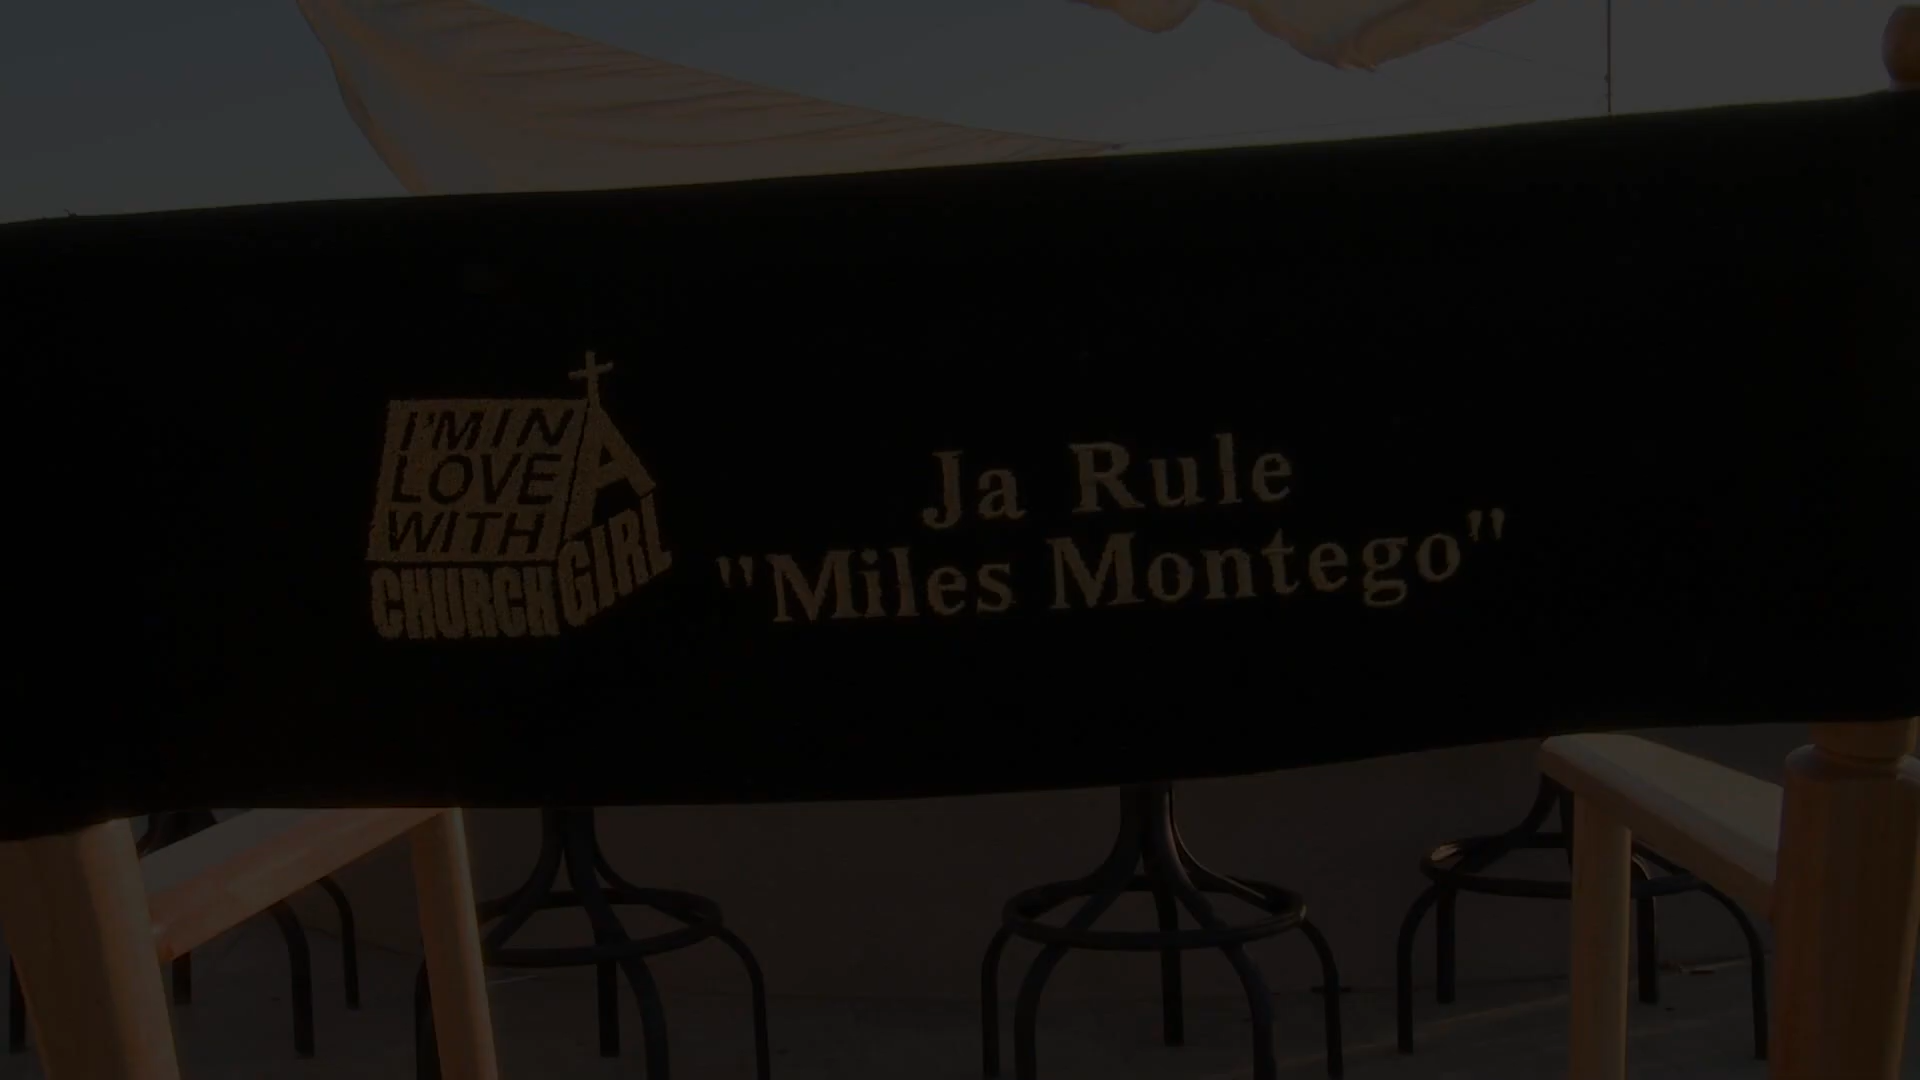 I'M IN
LOVE
WITH
A
CHURCH GIRL
Ja Rule
"Miles Montego"